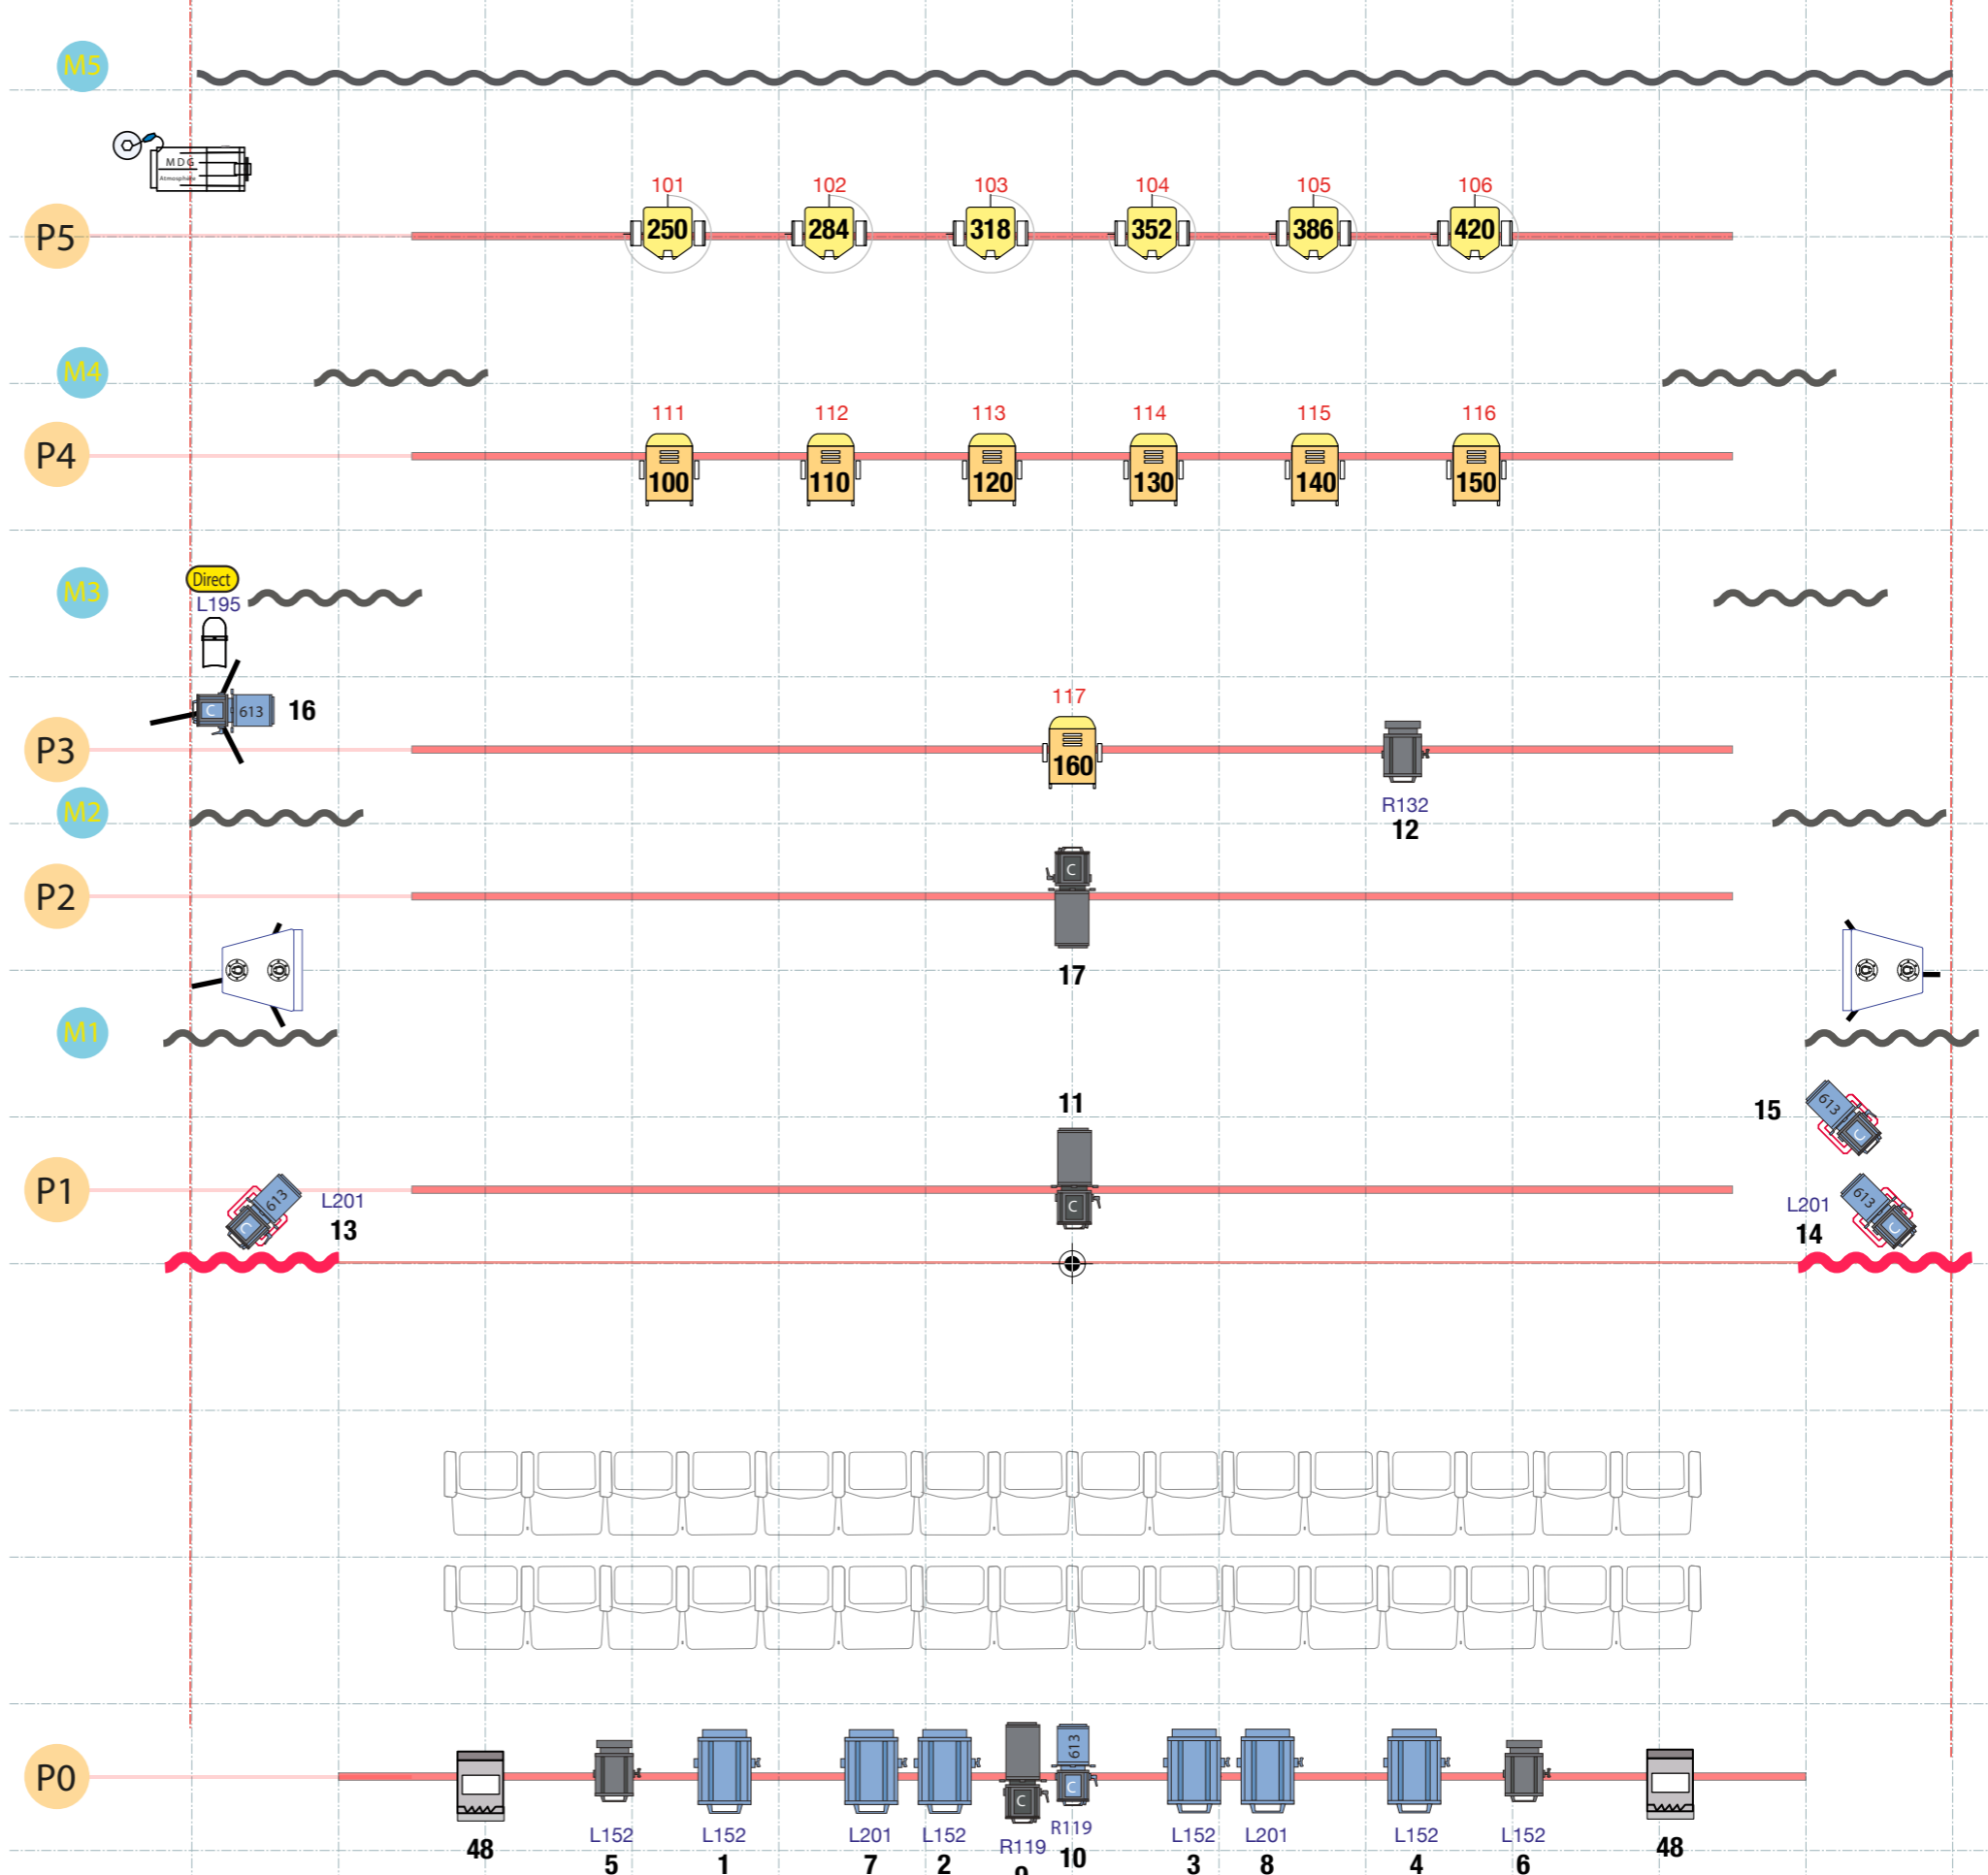 M5
MDG
Atmosphère
101 102 103 104 105 106
P5 250 284 318 352 386 420
M4
111 112 113 114 115 116
P4 100 110 120 130 140 150
Direct
M3
L195
C 613 16
117
P3 160
R132
M2 12
C
P2
17
M1
11
15 613 C
P1 C
L201 613 C
13
L201 613 C
14
P0
613
C C
48 L152 L152 L201 L152 R119 R119 L152 L201 L152 L152 48
5 1 7 2 9 10 3 8 4 6